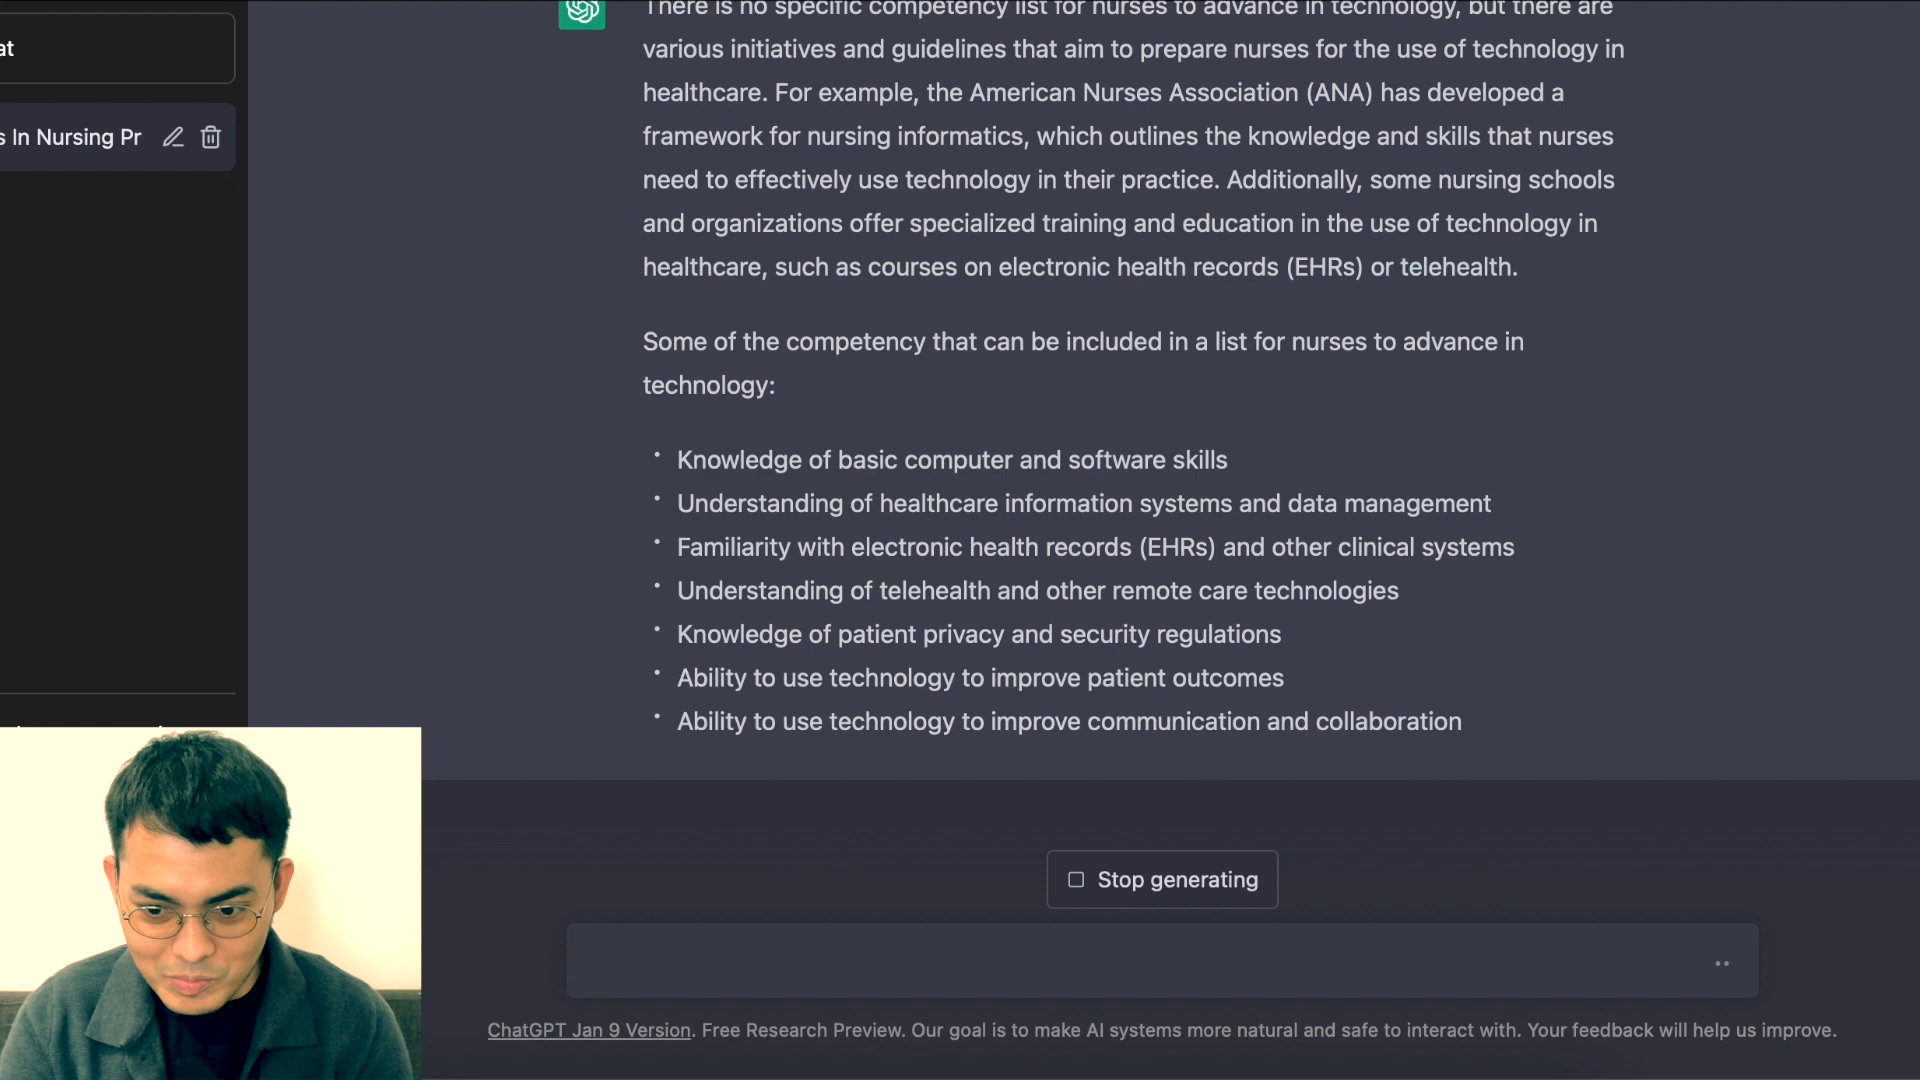 There is no specific competency list for nurses to advance in technology, but there are
at
various initiatives and guidelines that aim to prepare nurses for the use of technology in
healthcare. For example, the American Nurses Association (ANA) has developed a
s In Nursing Pr
framework for nursing informatics, which outlines the knowledge and skills that nurses
need to effectively use technology in their practice. Additionally, some nursing schools
and organizations offer specialized training and education in the use of technology in
healthcare, such as courses on electronic health records (EHRs) or telehealth.
Some of the competency that can be included in a list for nurses to advance in
technology:
• Knowledge of basic computer and software skills
• Understanding of healthcare information systems and data management
• Familiarity with electronic health records (EHRs) and other clinical systems
• Understanding of telehealth and other remote care technologies
• Knowledge of patient privacy and security regulations
• Ability to use technology to improve patient outcomes
• Ability to use technology to improve communication and collaboration
Stop generating
ChatGPT Jan 9 Version. Free Research Preview. Our goal is to make AI systems more natural and safe to interact with. Your feedback will help us improve.